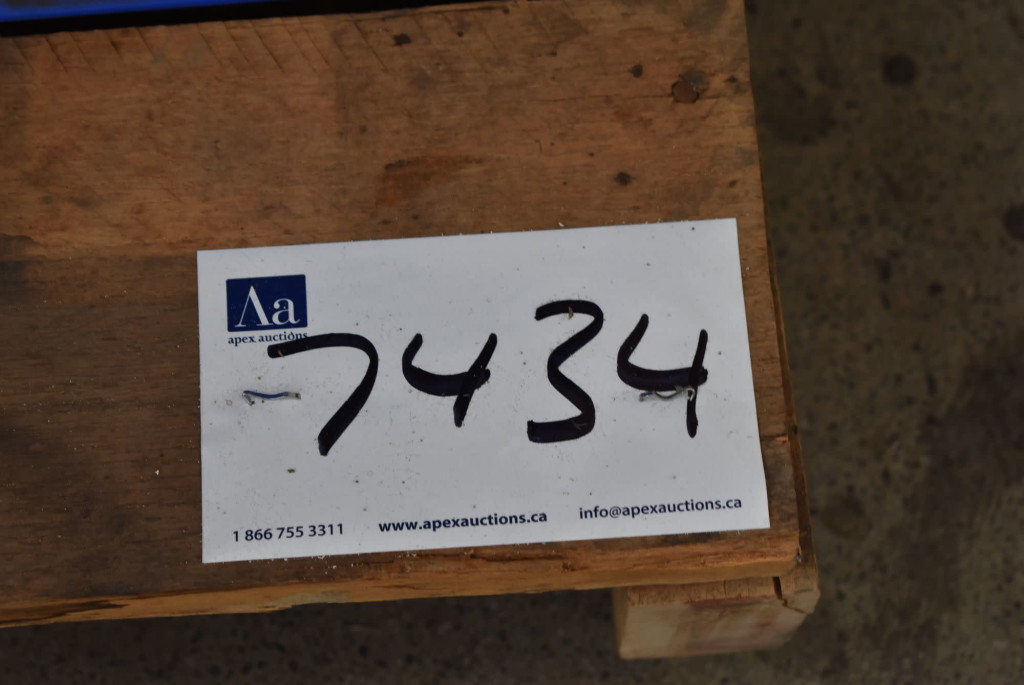 Aa
apex auctions
7434
1 866 755 3311 www.apexauctions.ca info@apexauctions.ca